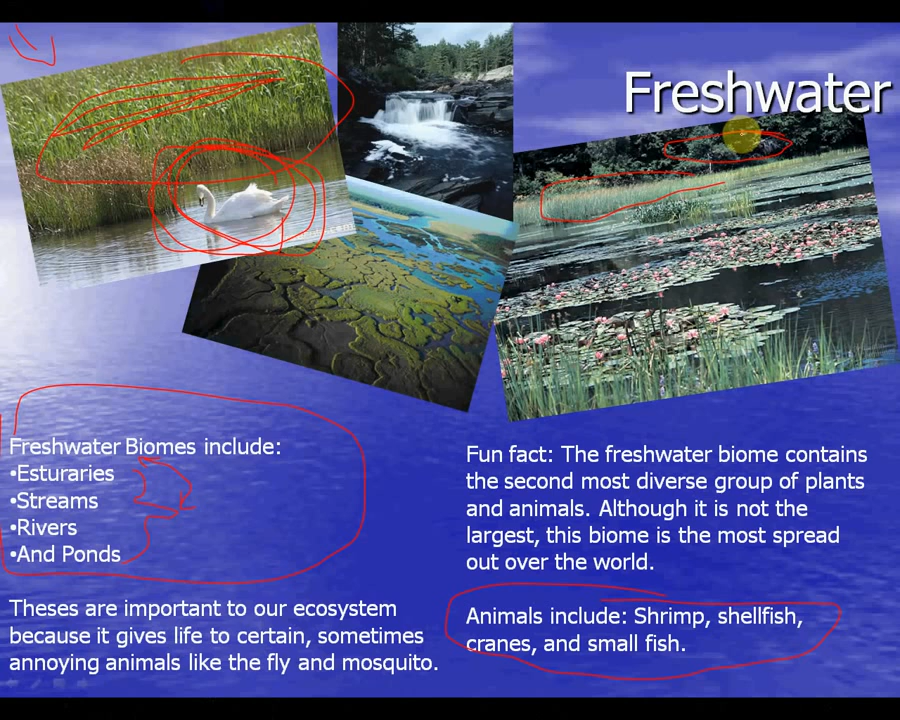 Freshwater
Freshwater Biomes include:
•Esturaries
•Streams
•Rivers
•And Ponds
Theses are important to our ecosystem
because it gives life to certain, sometimes
annoying animals like the fly and mosquito.
Fun fact: The freshwater biome contains
the second most diverse group of plants
and animals. Although it is not the
largest, this biome is the most spread
out over the world.
Animals include: Shrimp, shellfish,
cranes, and small fish.